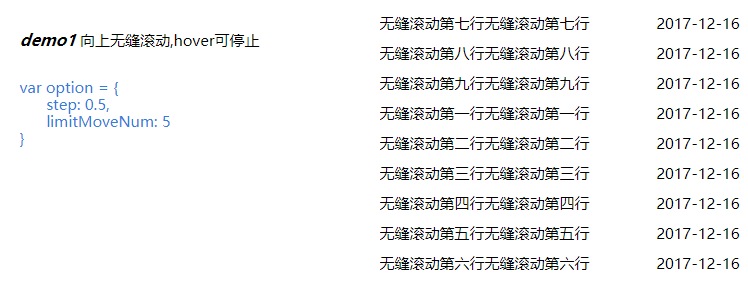 demo1 向上无缝滚动,hover可停止
var option = {
step: 0.5,
limitMoveNum: 5
}
无缝滚动第七行无缝滚动第七行 2017-12-16
无缝滚动第八行无缝滚动第八行 2017-12-16
无缝滚动第九行无缝滚动第九行 2017-12-16
无缝滚动第一行无缝滚动第一行 2017-12-16
无缝滚动第二行无缝滚动第二行 2017-12-16
无缝滚动第三行无缝滚动第三行 2017-12-16
无缝滚动第四行无缝滚动第四行 2017-12-16
无缝滚动第五行无缝滚动第五行 2017-12-16
无缝滚动第六行无缝滚动第六行 2017-12-16